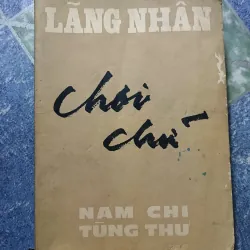 LÃNG NHÂN
chơi
chữ
NAM CHI
TÙNG THƯ